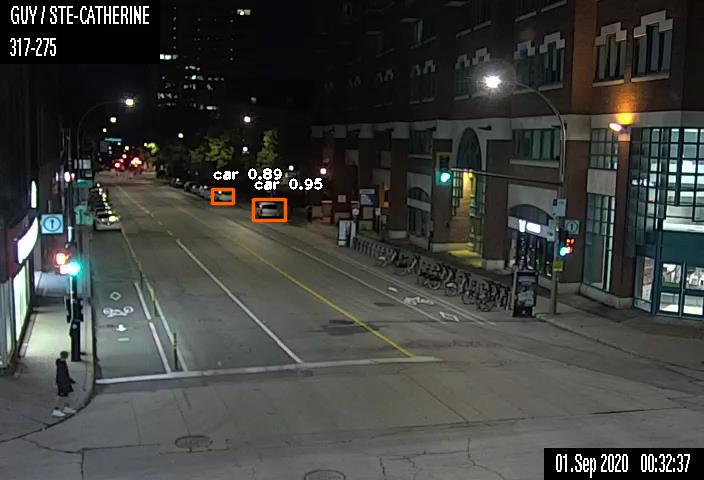 GUY / STE-CATHERINE
317-275
car 0.89
car 0.95
01.Sep 2020 00:32:37